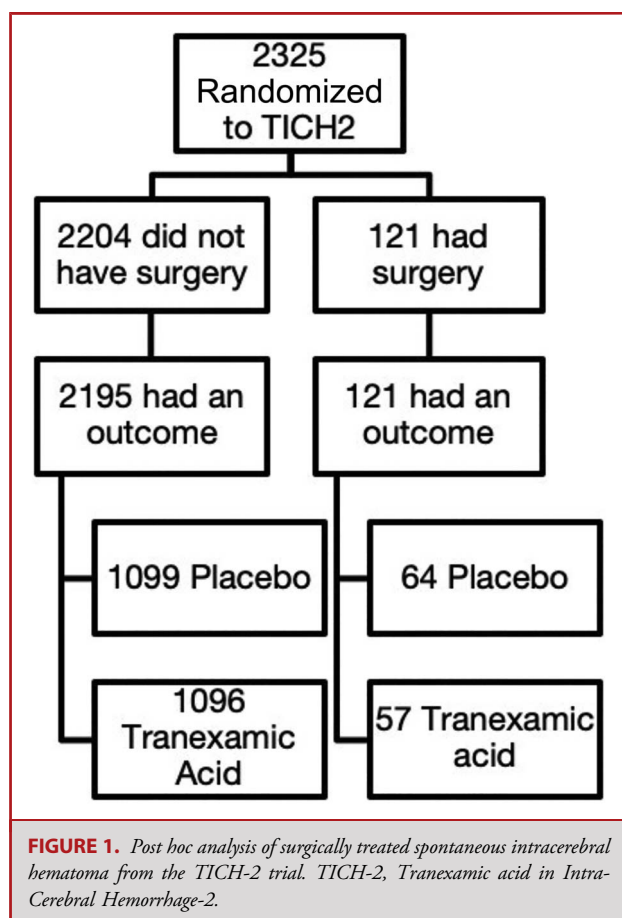 2325
Randomized
to TICH2
2204 did not
have surgery
121 had
surgery
2195 had an
outcome
121 had an
outcome
1099 Placebo
64 Placebo
1096
Tranexamic
Acid
57 Tranexamic
acid
FIGURE 1. Post hoc analysis of surgically treated spontaneous intracerebral
hematoma from the TICH-2 trial. TICH-2, Tranexamic acid in Intra-
Cerebral Hemorrhage-2.